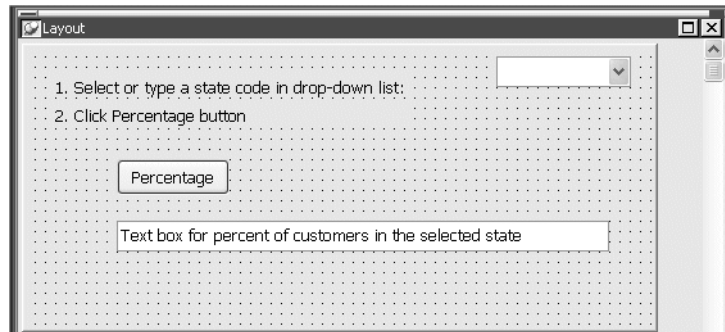 Layout
1. Select or type a state code in drop-down list:
2. Click Percentage button
Percentage
Text box for percent of customers in the selected state